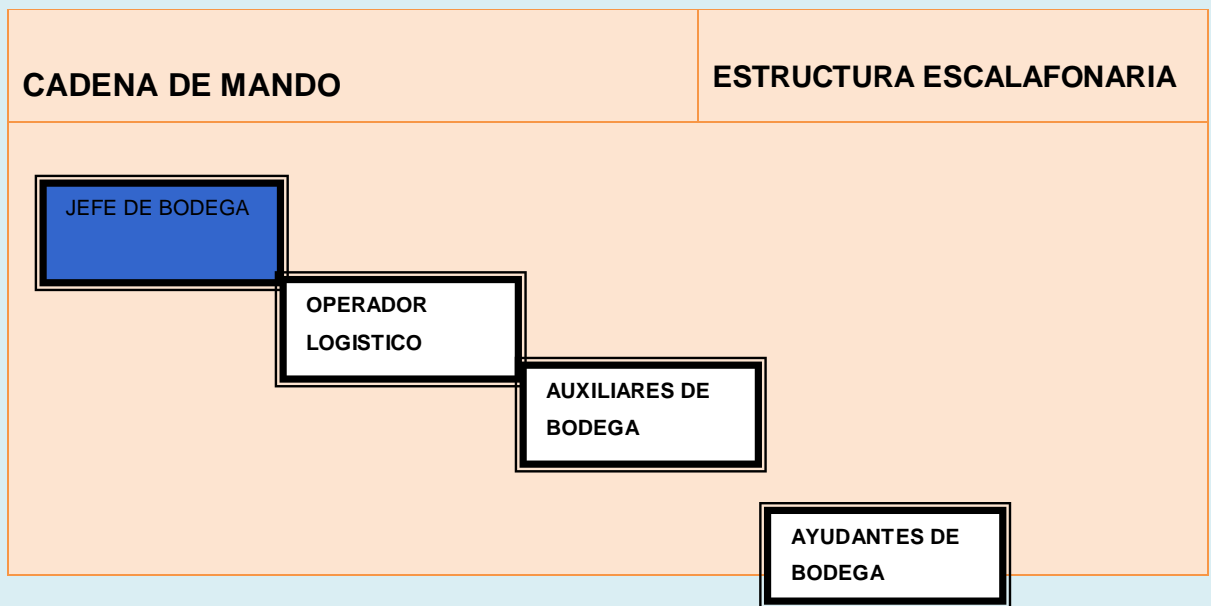 CADENA DE MANDO
ESTRUCTURA ESCALAFONARIA
JEFE DE BODEGA
OPERADOR
LOGISTICO
AUXILIARES DE
BODEGA
AYUDANTES DE
BODEGA